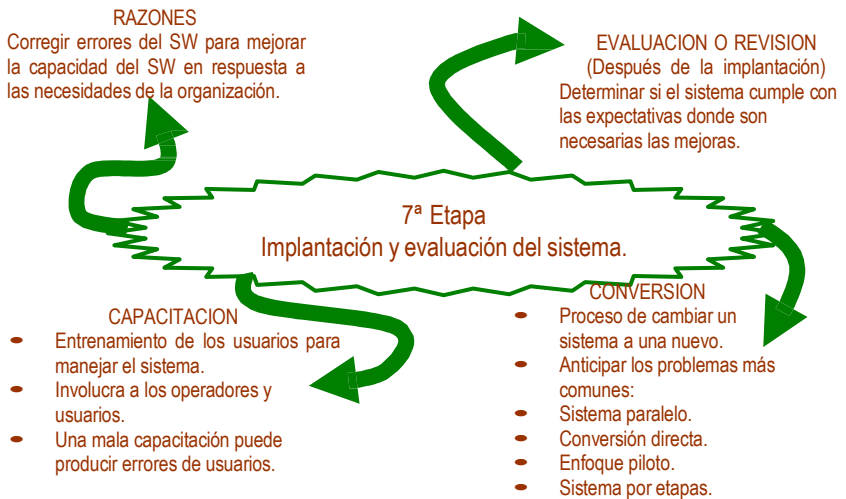 RAZONES
Corregir errores del SW para mejorar
la capacidad del SW en respuesta a
las necesidades de la organización.
EVALUACION O REVISION
(Después de la implantación)
Determinar si el sistema cumple con
las expectativas donde son
necesarias las mejoras.
7ª Etapa
Implantación y evaluación del sistema.
CAPACITACION
• Entrenamiento de los usuarios para
manejar el sistema.
• Involucra a los operadores y
usuarios.
• Una mala capacitación puede
producir errores de usuarios.
CONVERSION
• Proceso de cambiar un
sistema a una nuevo.
• Anticipar los problemas más
comunes:
• Sistema paralelo.
• Conversión directa.
• Enfoque piloto.
• Sistema por etapas.